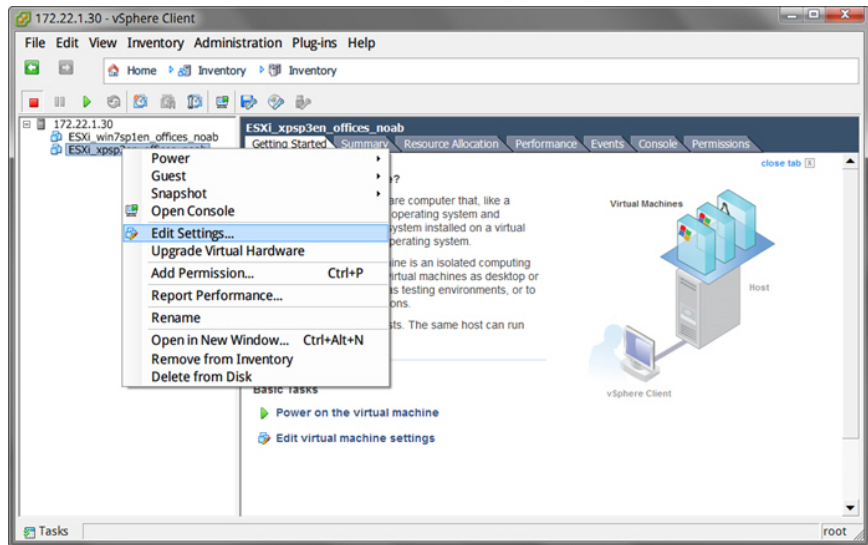 172.22.1.30 - vSphere Client
File Edit View Inventory Administration Plug-ins Help
Home Inventory Inventory
172.22.1.30
ESXi_win7sp1en_offices_noab
ESXi_xpsp
ESXi_xpsp3en_offices_noab
Getting Started Summary Resource Allocation Performance Events Console Permissions
close tab
Power
Guest
Snapshot
Open Console
Edit Settings...
Upgrade Virtual Hardware
Add Permission... Ctrl+P
Report Performance...
Rename
Open in New Window... Ctrl+Alt+N
Remove from Inventory
Delete from Disk
?
are computer that, like a
operating system and
ystem installed on a virtual
perating system.
ine is an isolated computing
irtual machines as desktop or
s testing environments, or to
ons.
sts. The same host can run
Basic Tasks
Power on the virtual machine
Edit virtual machine settings
Virtual Machines
Host
vSphere Client
Tasks
root